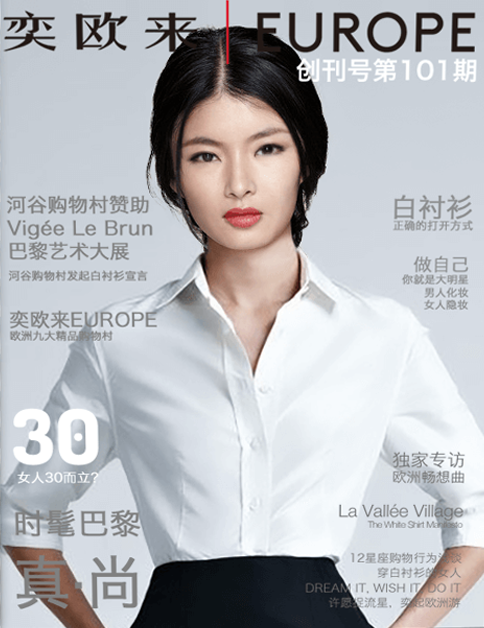 奕欧来 | EUROPE
创刊号第101期
河谷购物村赞助
Vigée Le Brun
巴黎艺术大展
河谷购物村发起白衬衫宣言
白衬衫
正确的打开方式
做自己
你就是大明星
男人化妆
女人隐妆
奕欧来EUROPE
欧洲九大精品购物村
30
女人30而立?
独家专访
欧洲畅想曲
时髦巴黎
真·尚
La Vallée Village
The White Shirt Manifesto
12星座购物行为洽谈
穿白衬衫的女人
DREAM IT, WISH IT, DO IT
许愿捉流星、奕起欧洲游